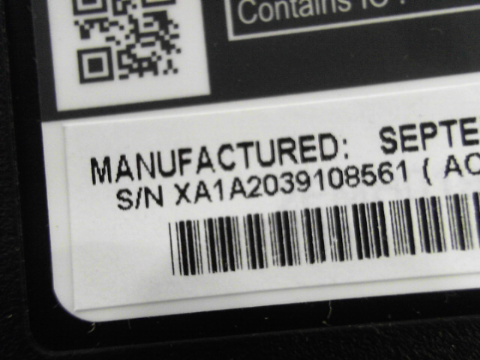 Contains IC
MANUFACTURED: SEPTE
S/N XA1A2039108561 ( AC